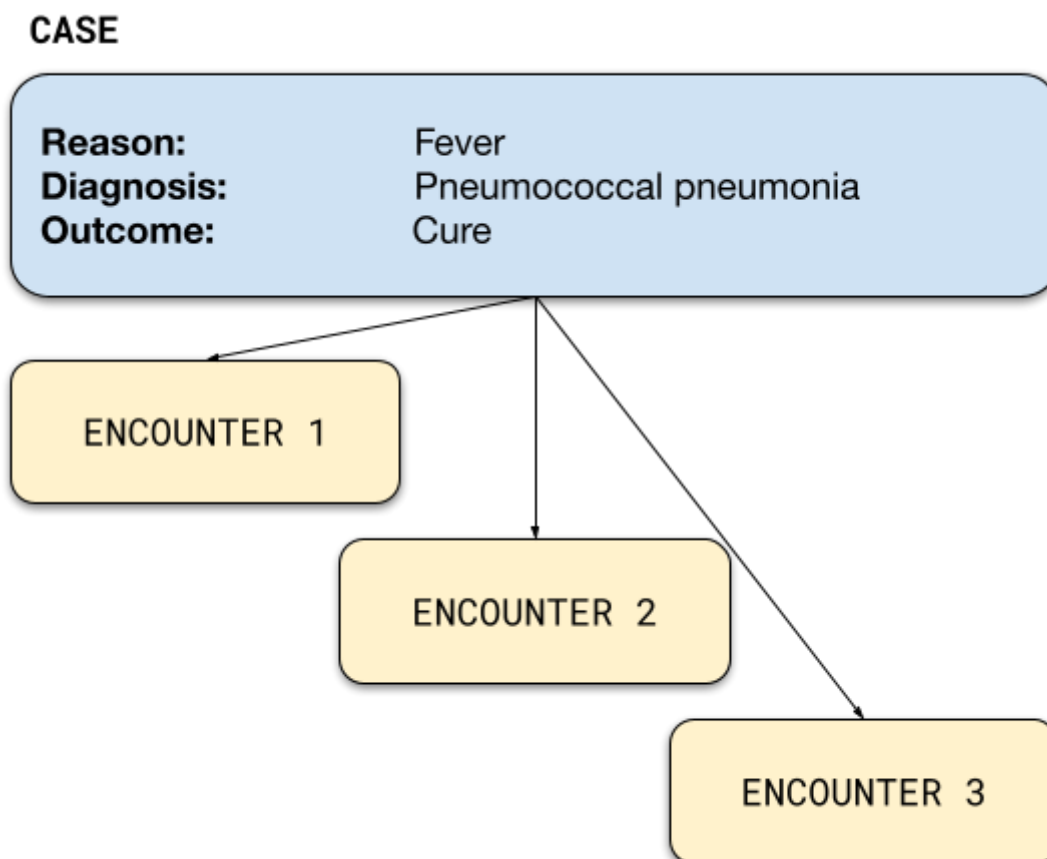 CASE
Reason: Fever
Diagnosis: Pneumococcal pneumonia
Outcome: Cure
ENCOUNTER 1
ENCOUNTER 2
ENCOUNTER 3